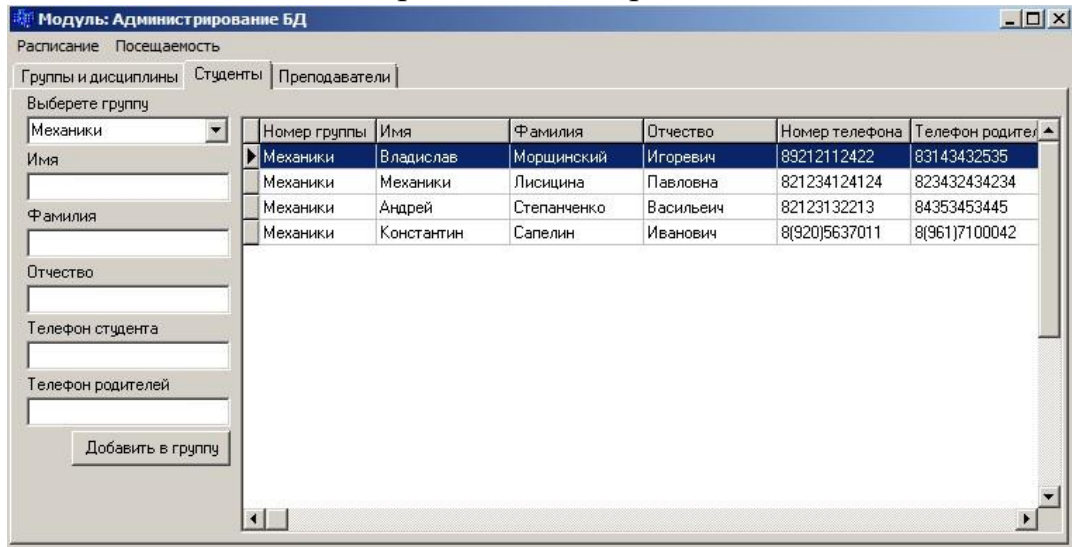 Модуль: Администрирование БД
Расписание Посещаемость
Группы и дисциплины Студенты Преподаватели
Выберете группу
Механики
Имя
Фамилия
Отчество
Телефон студента
Телефон родителей
Добавить в группу
Номер группы Имя Фамилия Отчество Номер телефона Телефон родител
Механики Владислав Морщинский Игоревич 89212112422 83143432535
Механики Механики Лисицина Павловна 821234124124 823432434234
Механики Андрей Степанченко Васильеич 82123132213 84353453445
Механики Константин Сапелин Иванович 8(920)5637011 8(961)7100042